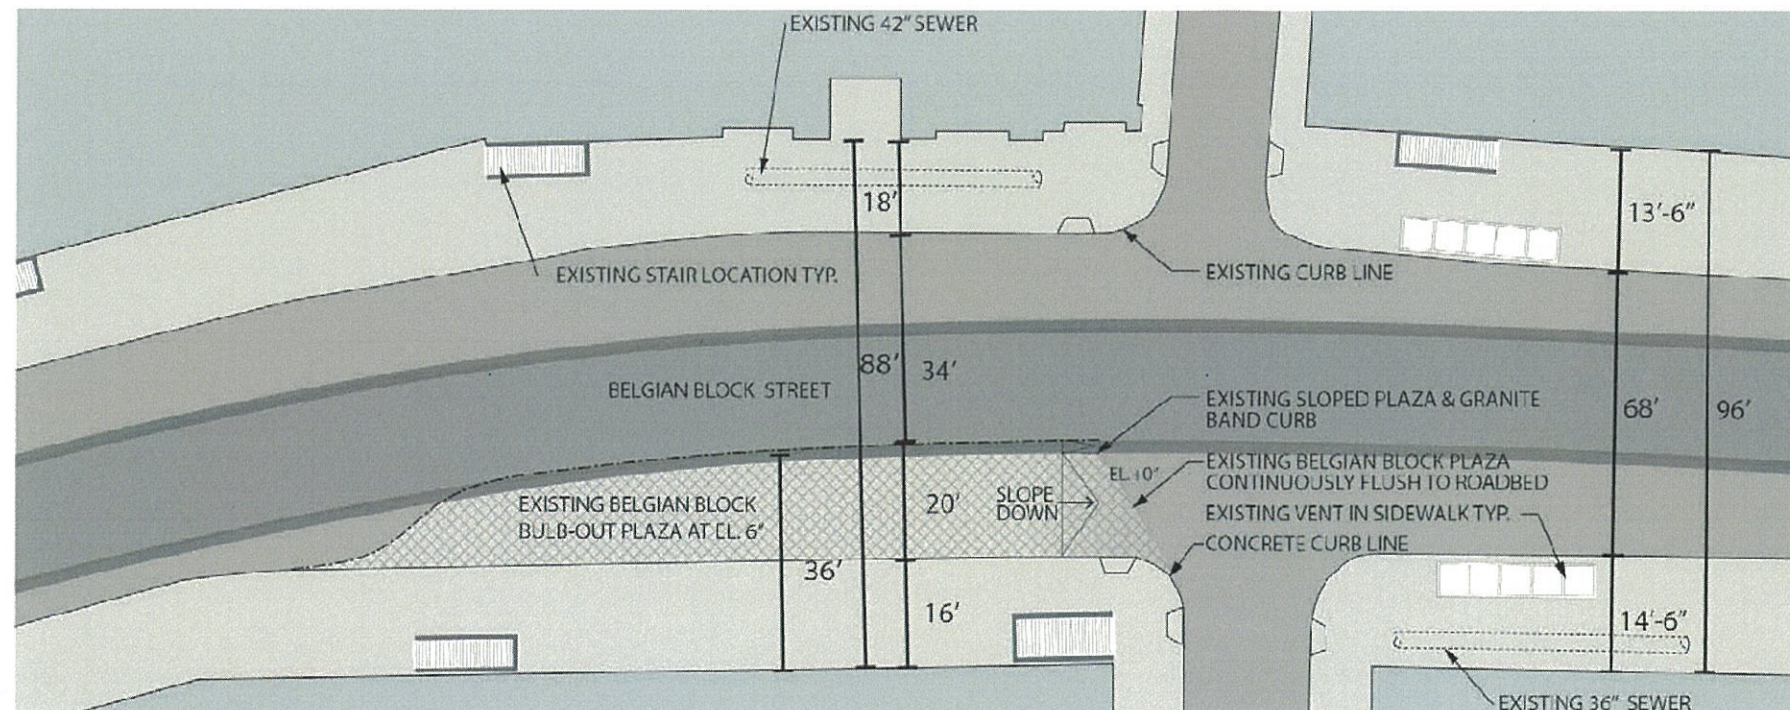 EXISTING 42" SEWER
18'
13'-6"
EXISTING STAIR LOCATION TYP.
EXISTING CURB LINE
88'
34'
BELGIAN BLOCK STREET
EXISTING SLOPED PLAZA & GRANITE
BAND CURB
68'
96'
EL.
EXISTING BELGIAN BLOCK PLAZA
CONTINUOUSLY FLUSH TO ROADBED
EXISTING BELGIAN BLOCK
BULB-OUT PLAZA AT EL. 6"
20'
SLOPE
DOWN
EXISTING VENT IN SIDEWALK TYP.
CONCRETE CURB LINE
36'
16'
14'-6"
EXISTING 36" SEWER